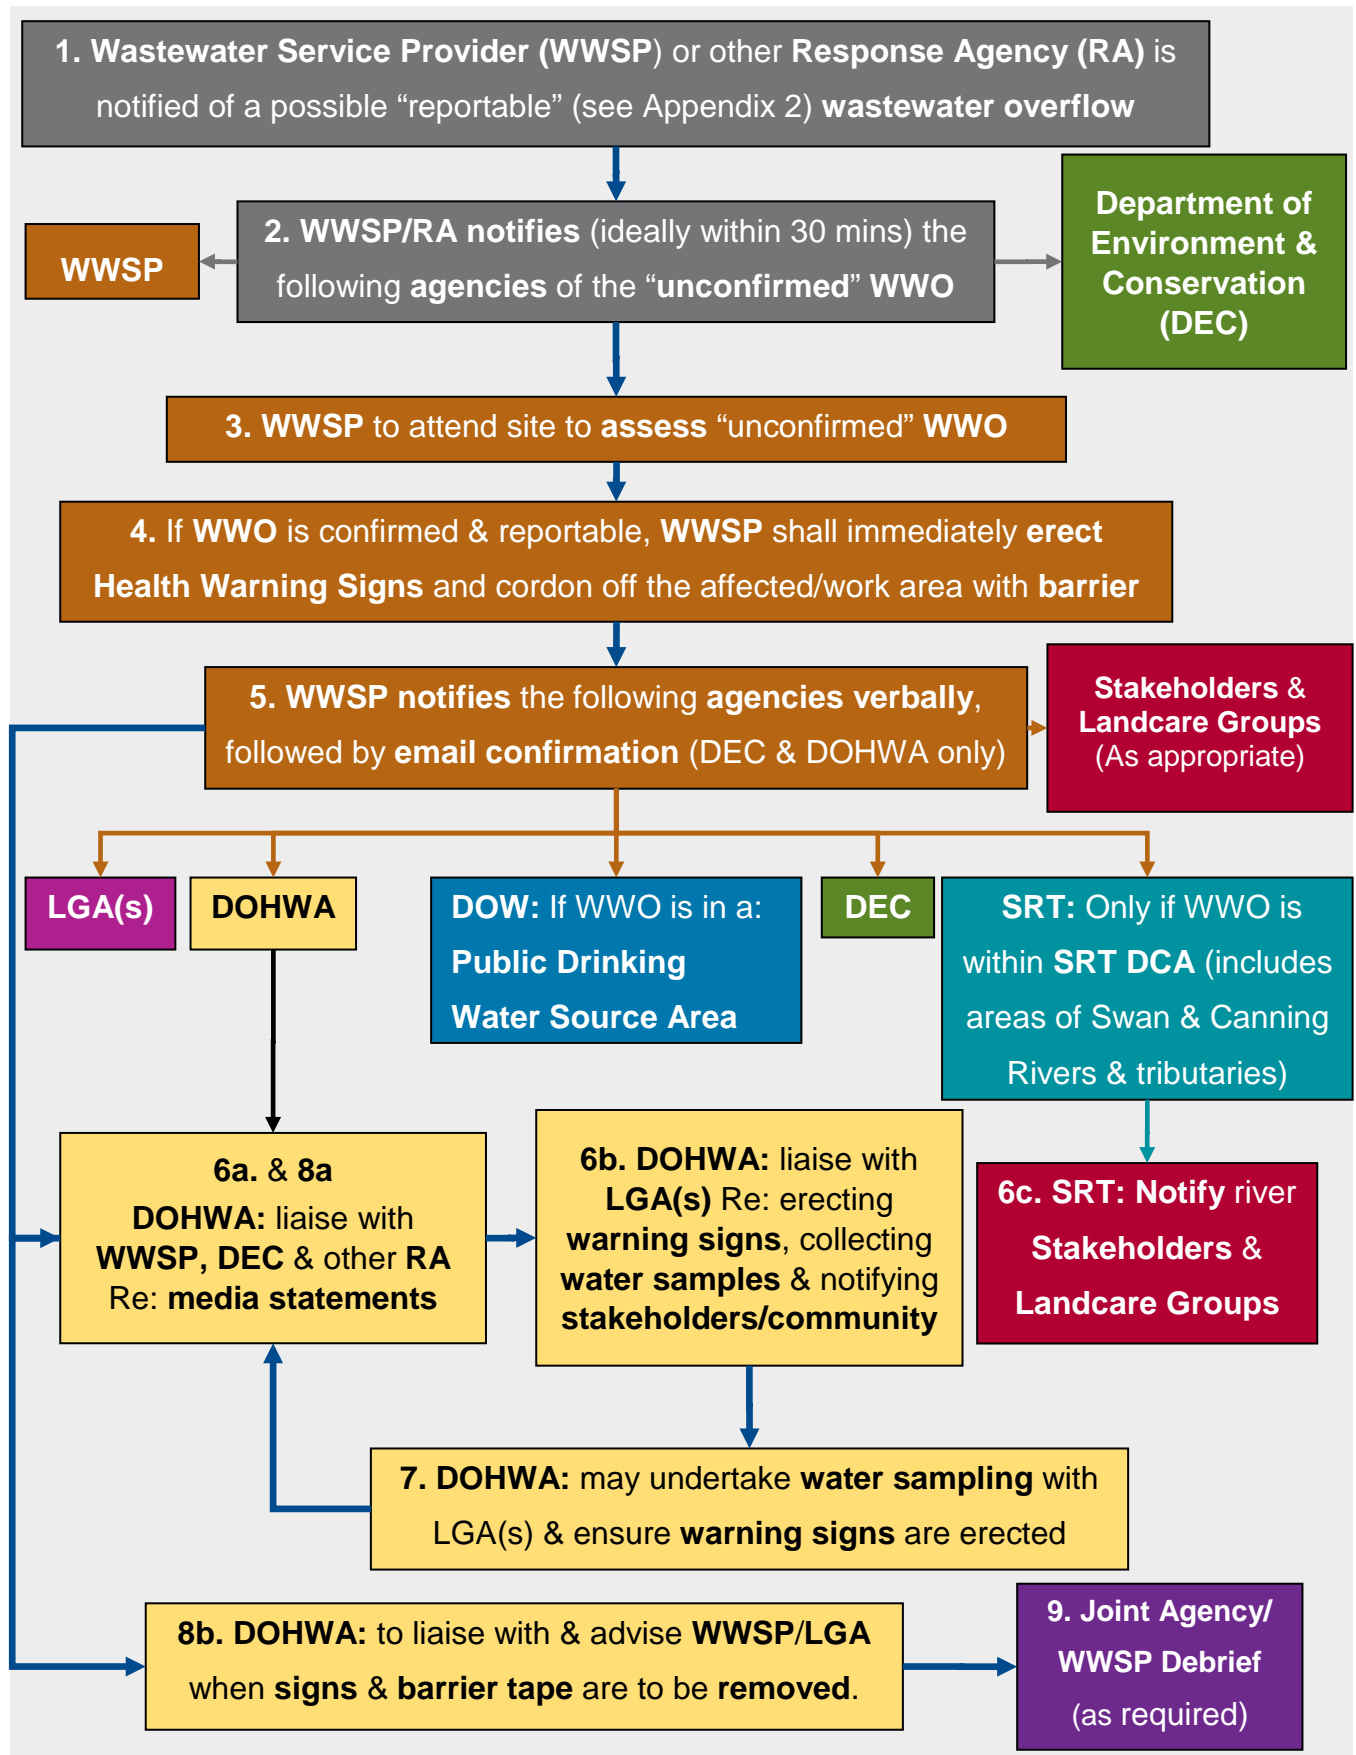 1. Wastewater Service Provider (WWSP) or other Response Agency (RA) is
notified of a possible “reportable” (see Appendix 2) wastewater overflow
2. WWSP/RA notifies (ideally within 30 mins) the
following agencies of the “unconfirmed” WWO
WWSP
Department of
Environment &
Conservation
(DEC)
3. WWSP to attend site to assess “unconfirmed” WWO
4. If WWO is confirmed & reportable, WWSP shall immediately erect
Health Warning Signs and cordon off the affected/work area with barrier
5. WWSP notifies the following agencies verbally,
followed by email confirmation (DEC & DOHWA only)
Stakeholders &
Landcare Groups
(As appropriate)
LGA(s)
DOHWA
DOW: If WWO is in a:
Public Drinking
Water Source Area
DEC
SRT: Only if WWO is
within SRT DCA (includes
areas of Swan & Canning
Rivers & tributaries)
6a. & 8a
DOHWA: liaise with
WWSP, DEC & other RA
Re: media statements
6b. DOHWA: liaise with
LGA(s) Re: erecting
warning signs, collecting
water samples & notifying
stakeholders/community
6c. SRT: Notify river
Stakeholders &
Landcare Groups
7. DOHWA: may undertake water sampling with
LGA(s) & ensure warning signs are erected
8b. DOHWA: to liaise with & advise WWSP/LGA
when signs & barrier tape are to be removed.
9. Joint Agency/
WWSP Debrief
(as required)